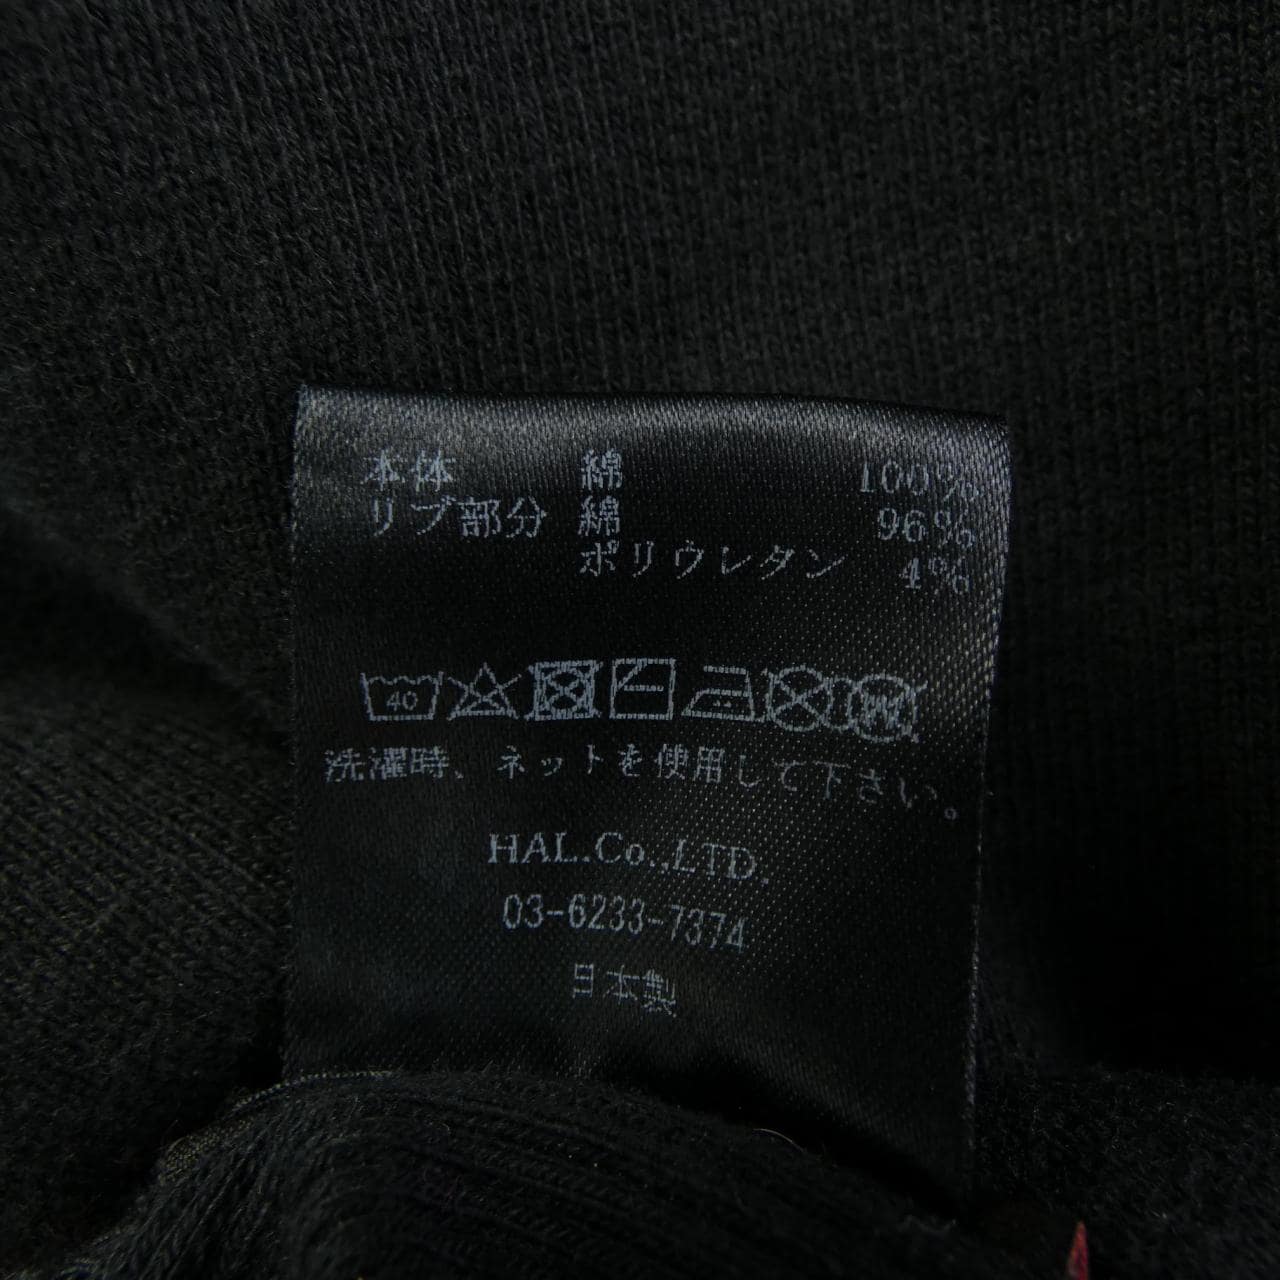 本体 綿 100%
リブ部分 綿 96%
ポリウレタン 4%
40
W
洗濯時、ネットを使用して下さい。
HAL.Co.,LTD.
03-6233-7374
日本製